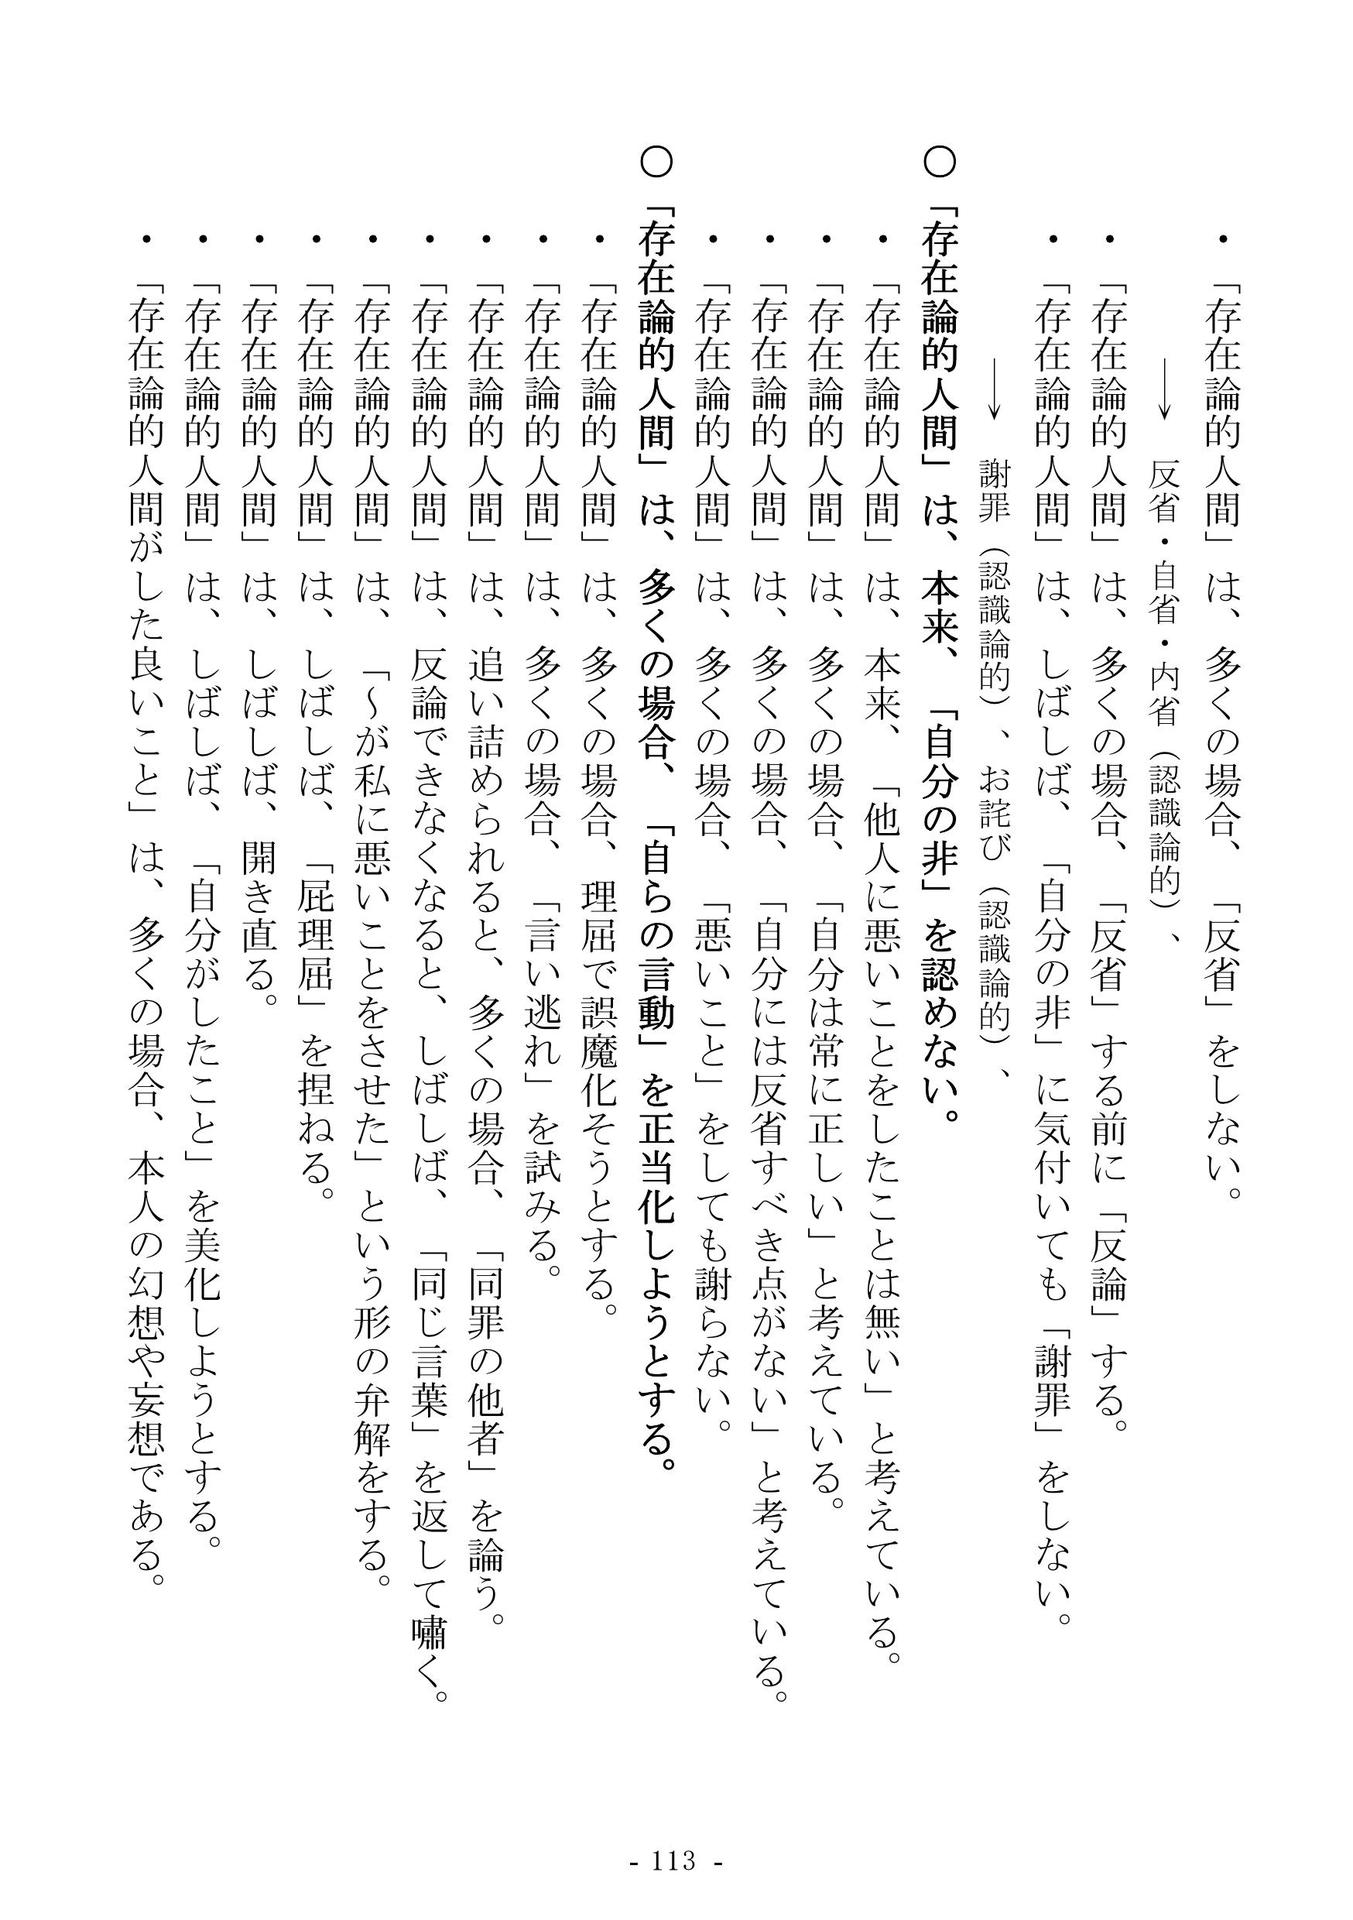 ・「存在論的人間」は、多くの場合、「反省」をしない。
→ 反省・自省・内省（認識論的）、
・「存在論的人間」は、多くの場合、「反省」する前に「反論」する。
・「存在論的人間」は、しばしば、「自分の非」に気付いても「謝罪」をしない。
→ 謝罪（認識論的）、お詫び（認識論的）、
○「存在論的人間」は、本来、「自分の非」を認めない。
・「存在論的人間」は、本来、「他人に悪いことをしたことは無い」と考えている。
・「存在論的人間」は、多くの場合、「自分は常に正しい」と考えている。
・「存在論的人間」は、多くの場合、「自分には反省すべき点がない」と考えている。
・「存在論的人間」は、多くの場合、「悪いこと」をしても謝らない。
○「存在論的人間」は、多くの場合、「自らの言動」を正当化しようとする。
・「存在論的人間」は、多くの場合、理屈で誤魔化そうとする。
・「存在論的人間」は、多くの場合、「言い逃れ」を試みる。
・「存在論的人間」は、追い詰められると、多くの場合、「同罪の他者」を論う。
・「存在論的人間」は、反論できなくなると、しばしば、「同じ言葉」を返して嘯く。
・「存在論的人間」は、「～が私に悪いことをさせた」という形の弁解をする。
・「存在論的人間」は、しばしば、「屁理屈」を捏ねる。
・「存在論的人間」は、しばしば、開き直る。
・「存在論的人間」は、しばしば、「自分がしたこと」を美化しようとする。
・「存在論的人間がした良いこと」は、多くの場合、本人の幻想や妄想である。
- 113 -